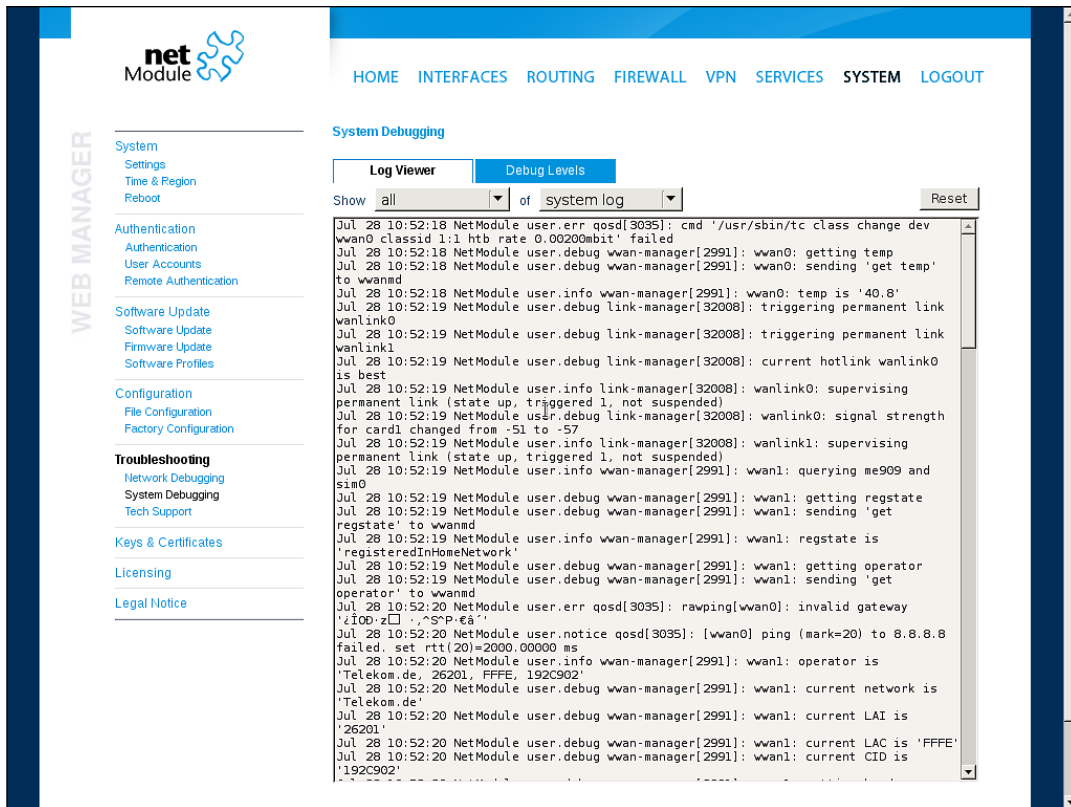 net
Module
HOME INTERFACES ROUTING FIREWALL VPN SERVICES SYSTEM LOGOUT
WEB MANAGER
System
Settings
Time & Region
Reboot
Authentication
Authentication
User Accounts
Remote Authentication
Software Update
Software Update
Firmware Update
Software Profiles
Configuration
File Configuration
Factory Configuration
Troubleshooting
Network Debugging
System Debugging
Tech Support
Keys & Certificates
Licensing
Legal Notice
System Debugging
Log Viewer Debug Levels
Show all of system log Reset
Jul 28 10:52:18 NetModule user.err qosd[3035]: cmd '/usr/sbin/tc class change dev
wwan0 classid 1:1 htb rate 0.00200mbit' failed
Jul 28 10:52:18 NetModule user.debug wwan-manager[2991]: wwan0: getting temp
Jul 28 10:52:18 NetModule user.debug wwan-manager[2991]: wwan0: sending 'get temp'
to wwanmd
Jul 28 10:52:18 NetModule user.info wwan-manager[2991]: wwan0: temp is '40.8'
Jul 28 10:52:19 NetModule user.debug link-manager[32008]: triggering permanent link
wanlink0
Jul 28 10:52:19 NetModule user.debug link-manager[32008]: triggering permanent link
wanlink1
Jul 28 10:52:19 NetModule user.debug link-manager[32008]: current hotlink wanlink0
is best
Jul 28 10:52:19 NetModule user.info link-manager[32008]: wanlink0: supervising
permanent link (state up, triggered 1, not suspended)
Jul 28 10:52:19 NetModule user.debug link-manager[32008]: wanlink0: signal strength
for card1 changed from -51 to -57
Jul 28 10:52:19 NetModule user.info link-manager[32008]: wanlink1: supervising
permanent link (state up, triggered 1, not suspended)
Jul 28 10:52:19 NetModule user.info wwan-manager[2991]: wwan1: querying me909 and
sim0
Jul 28 10:52:19 NetModule user.debug wwan-manager[2991]: wwan1: getting regstate
Jul 28 10:52:19 NetModule user.debug wwan-manager[2991]: wwan1: sending 'get
regstate' to wwanmd
Jul 28 10:52:19 NetModule user.info wwan-manager[2991]: wwan1: regstate is
'registeredInHomeNetwork'
Jul 28 10:52:19 NetModule user.debug wwan-manager[2991]: wwan1: getting operator
Jul 28 10:52:19 NetModule user.debug wwan-manager[2991]: wwan1: sending 'get
operator' to wwanmd
Jul 28 10:52:20 NetModule user.err qosd[3035]: rawping[wwan0]: invalid gateway
Jul 28 10:52:20 NetModule user.notice qosd[3035]: [wwan0] ping (mark=20) to 8.8.8.8
failed. set rtt(20)=2000.00000 ms
Jul 28 10:52:20 NetModule user.info wwan-manager[2991]: wwan1: operator is
'Telekom.de, 26201, FFFE, 192C902'
Jul 28 10:52:20 NetModule user.debug wwan-manager[2991]: wwan1: current network is
'Telekom.de'
Jul 28 10:52:20 NetModule user.debug wwan-manager[2991]: wwan1: current LAI is
'26201'
Jul 28 10:52:20 NetModule user.debug wwan-manager[2991]: wwan1: current LAC is 'FFFE'
Jul 28 10:52:20 NetModule user.debug wwan-manager[2991]: wwan1: current CID is
'192C902'